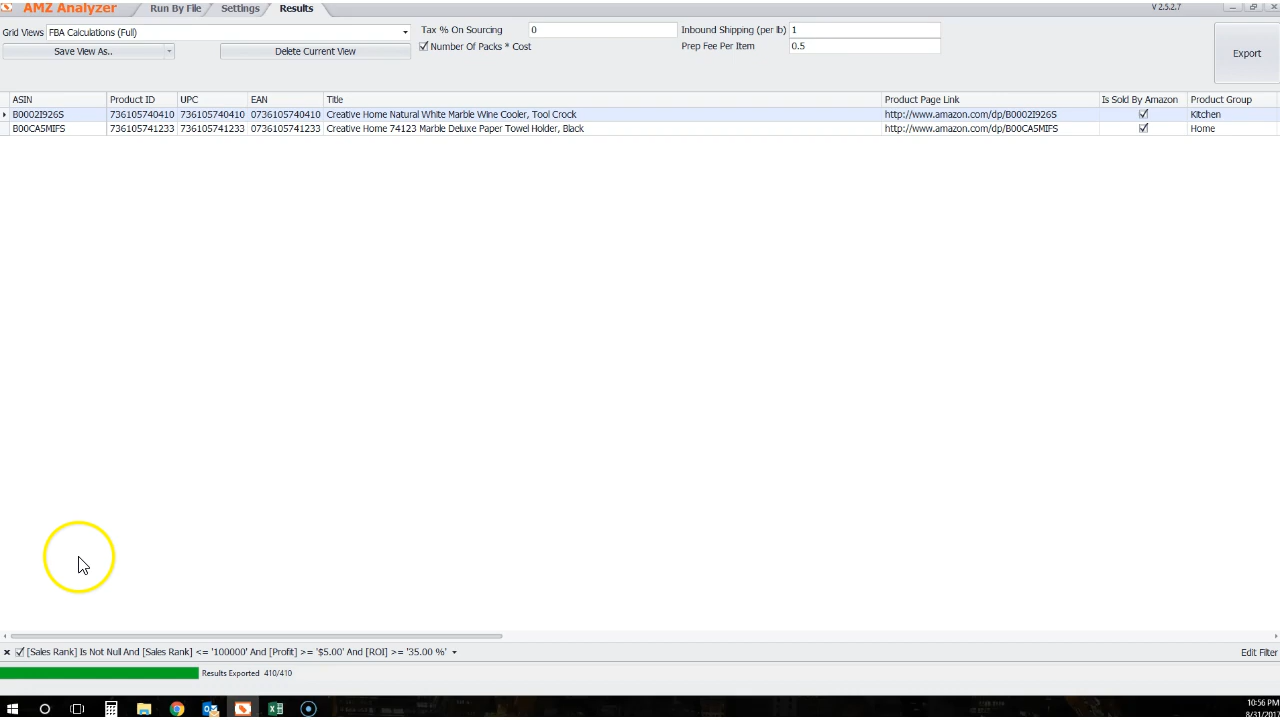 AMZ Analyzer Run By File Settings Results V 2.5.2.7
Grid Views FBA Calculations (Full) Tax % On Sourcing 0 Inbound Shipping (per lb) 1
Save View As.. Delete Current View Number Of Packs * Cost Prep Fee Per Item 0.5 Export
ASIN Product ID UPC EAN Title Product Page Link Is Sold By Amazon Product Group
B0002I926S 736105740410 736105740410 0736105740410 Creative Home Natural White Marble Wine Cooler, Tool Crock http://www.amazon.com/dp/B0002I926S Kitchen
B00CA5MIFS 736105741233 736105741233 0736105741233 Creative Home 74123 Marble Deluxe Paper Towel Holder, Black http://www.amazon.com/dp/B00CA5MIFS Home
[Sales Rank] Is Not Null And [Sales Rank] <= '100000' And [Profit] >= '$5.00' And [ROI] >= '35.00 %' Edit Filter
Results Exported 410/410
10:56 PM